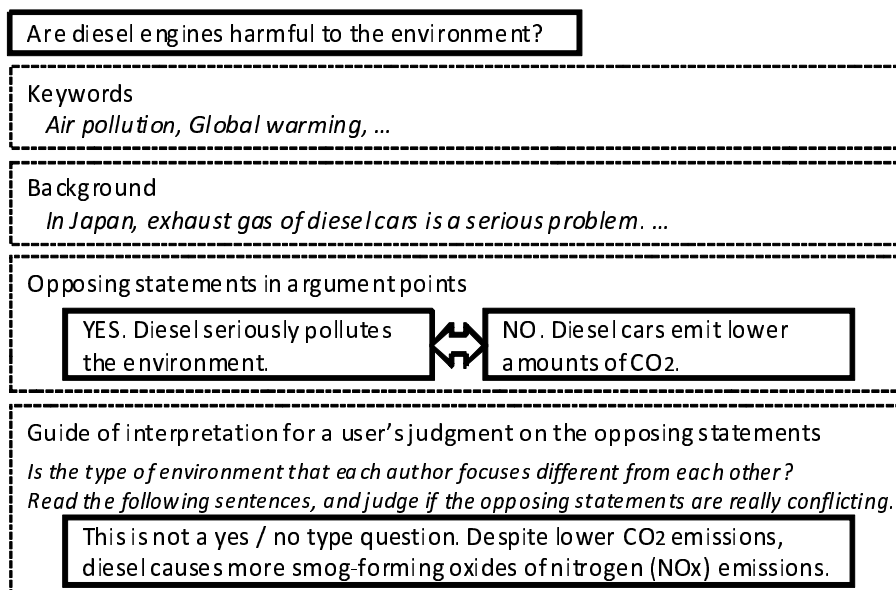 Are diesel engines harmful to the environment?
Keywords
Air pollution, Global warming, ...
Background
In Japan, exhaust gas of diesel cars is a serious problem. ...
Opposing statements in argument points
YES. Diesel seriously pollutes
the environment.
NO. Diesel cars emit lower
amounts of CO2.
Guide of interpretation for a user's judgment on the opposing statements
Is the type of environment that each author focuses different from each other?
Read the following sentences, and judge if the opposing statements are really conflicting.
This is not a yes / no type question. Despite lower CO2 emissions,
diesel causes more smog-forming oxides of nitrogen (NOx) emissions.